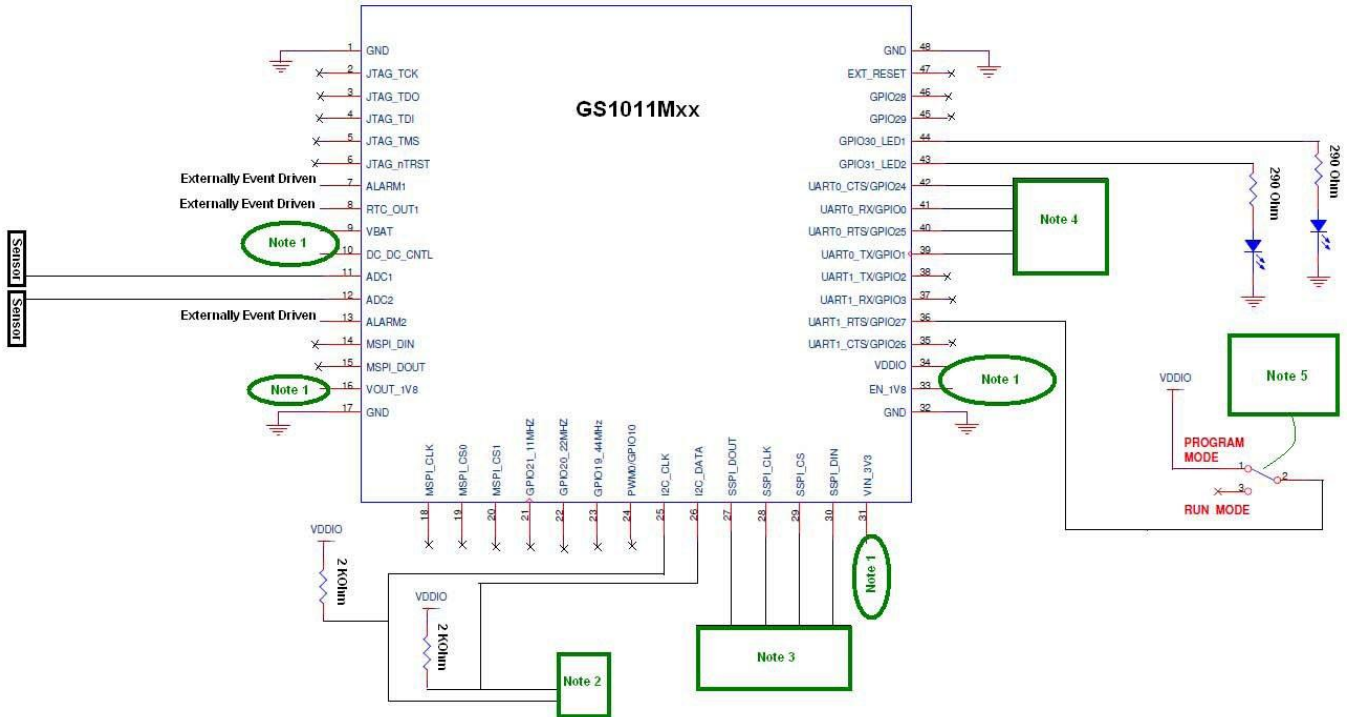 GS1011Mxx
1 GND
2 JTAG_TCK
3 JTAG_TDO
4 JTAG_TDI
5 JTAG_TMS
6 JTAG_nTRST
Externally Event Driven 7 ALARM1
Externally Event Driven 8 RTC_OUT1
9 VBAT
Note 1
10 DC_DC_CNTL
Sensor 11 ADC1
Sensor 12 ADC2
Externally Event Driven 13 ALARM2
14 MSPI_DIN
15 MSPI_DOUT
Note 1 16 VOUT_1V8
17 GND
GND 48
EXT_RESET 47
GPIO28 46
GPIO29 45
GPIO30_LED1 44
GPIO31_LED2 43
UART0_CTS/GPIO24 42
UART0_RX/GPIO0 41
UART0_RTS/GPIO25 40
UART0_TX/GPIO1 39
UART1_TX/GPIO2 38
UART1_RX/GPIO3 37
UART1_RTS/GPIO27 36
UART1_CTS/GPIO26 35
VDDIO 34
EN_1V8 33
GND 32
Note 4
Note 1
290 Ohm
290 Ohm
Note 5
VDDIO
PROGRAM
MODE
1
2
3
RUN MODE
MSPI_CLK 18
MSPI_CS0 19
MSPI_CS1 20
GPIO21_11MHZ 21
GPIO20_22MHZ 22
GPIO19_44MHz 23
PWM0/GPIO10 24
I2C_CLK 25
I2C_DATA 26
SSPI_DOUT 27
SSPI_CLK 28
SSPI_CS 29
SSPI_DIN 30
VIN_3V3 31
Note 1
VDDIO
2 KOhm
VDDIO
2 KOhm
Note 2
Note 3